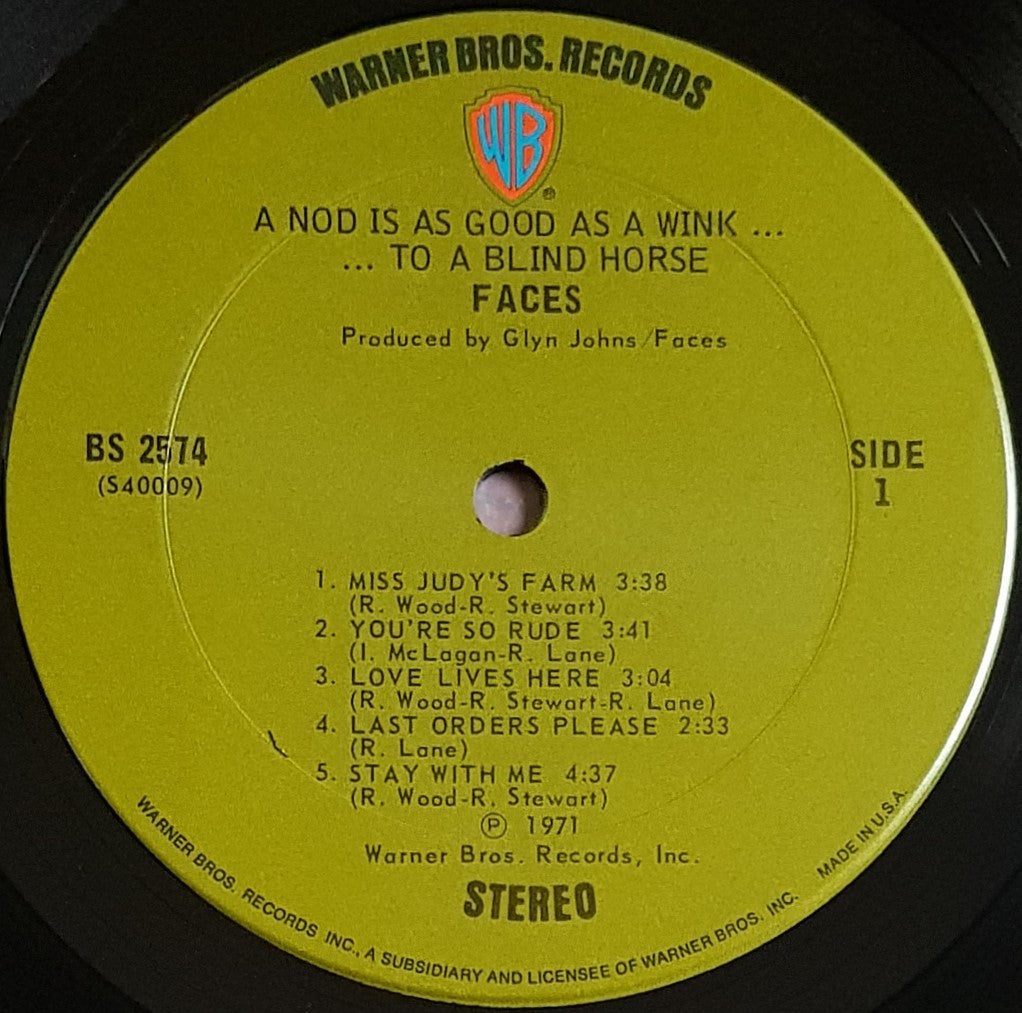 WARNER BROS. RECORDS
WB
®
A NOD IS AS GOOD AS A WINK ...
... TO A BLIND HORSE
FACES
Produced by Glyn Johns/Faces
BS 2574
(S40009)
SIDE
1
1. MISS JUDY'S FARM 3:38
(R. Wood-R. Stewart)
2. YOU'RE SO RUDE 3:41
(I. McLagan-R. Lane)
3. LOVE LIVES HERE 3:04
(R. Wood-R. Stewart-R. Lane)
4. LAST ORDERS PLEASE 2:33
(R. Lane)
5. STAY WITH ME 4:37
(R. Wood-R. Stewart)
℗ 1971
Warner Bros. Records, Inc.
STEREO
WARNER BROS. RECORDS INC., A SUBSIDIARY AND LICENSEE OF WARNER BROS. INC. MADE IN U.S.A.